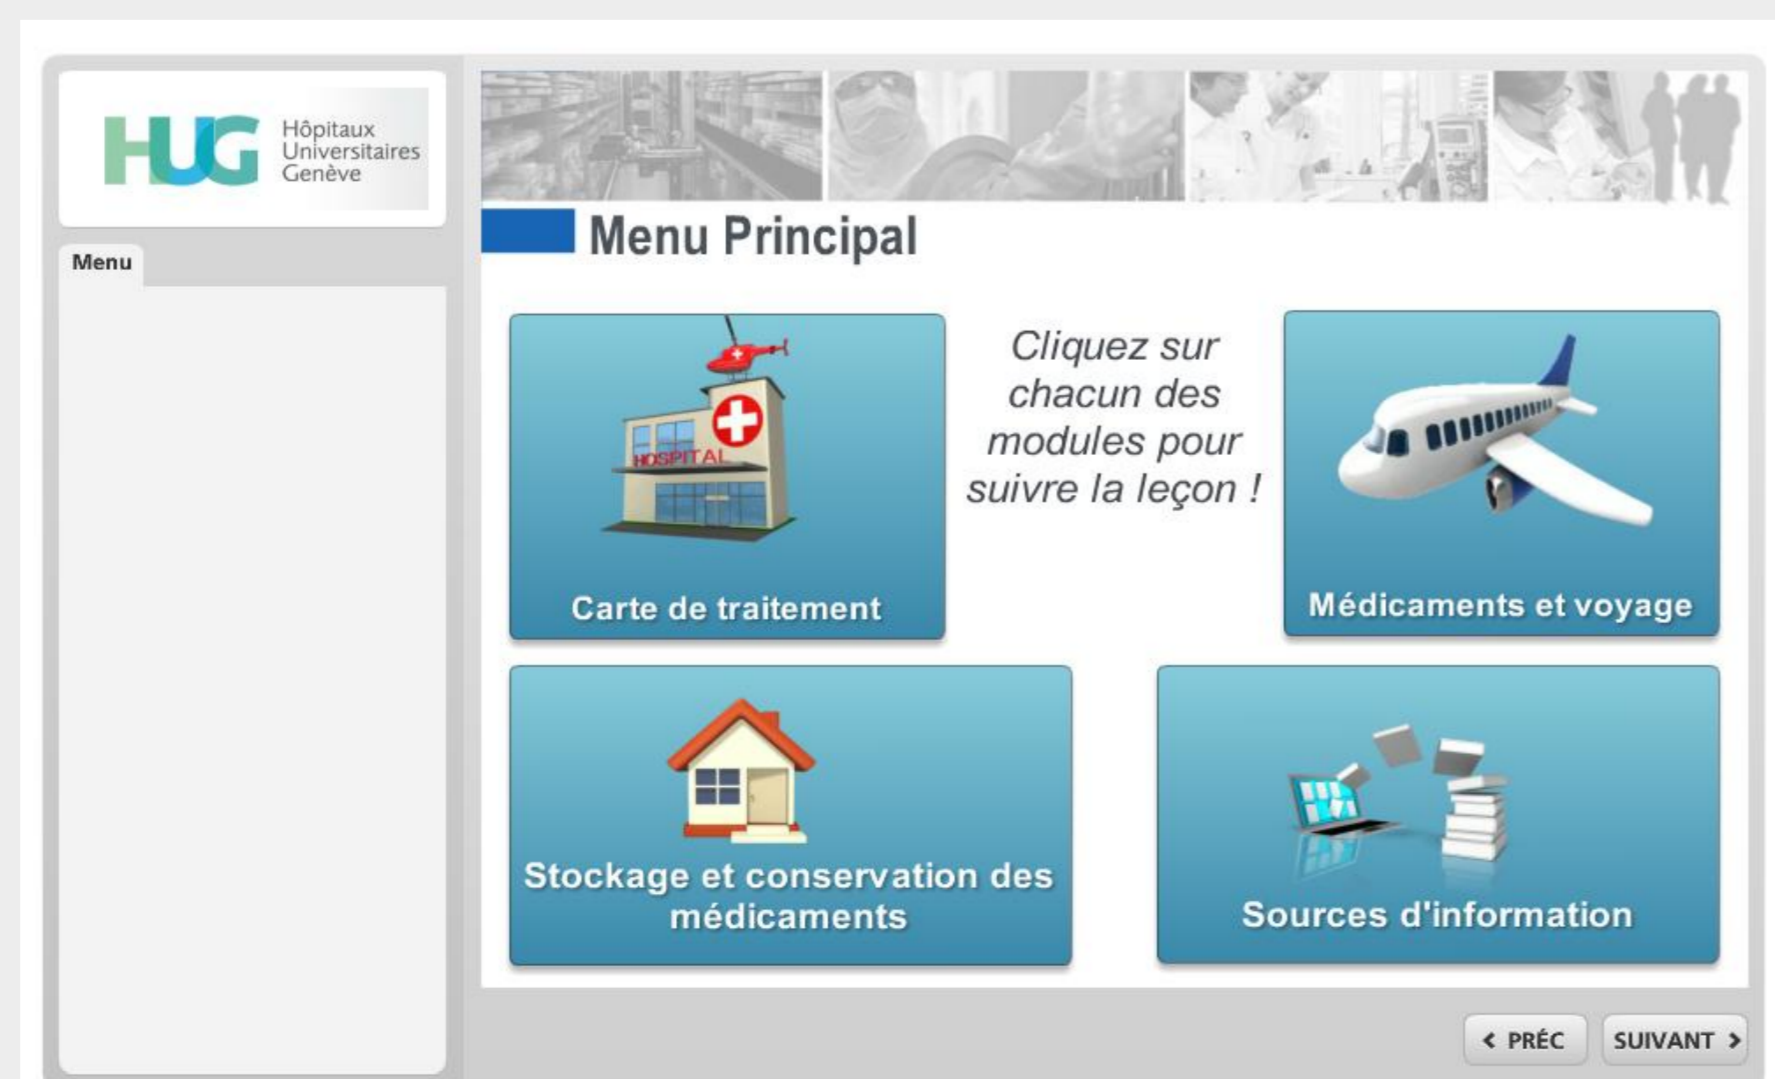 HUG
Hôpitaux
Universitaires
Genève
Menu
Menu Principal
HOSPITAL
Carte de traitement
Cliquez sur
chacun des
modules pour
suivre la leçon !
Médicaments et voyage
Stockage et conservation des
médicaments
Sources d'information
< PRÉC
SUIVANT >